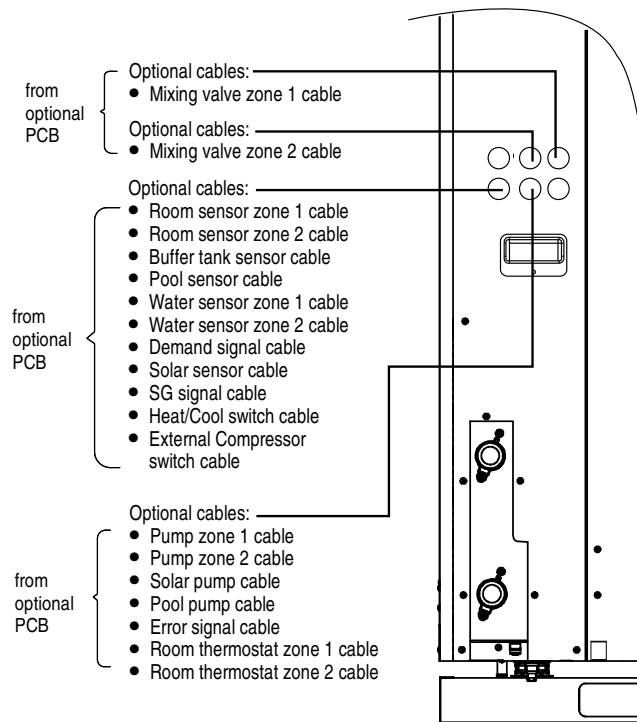 from
optional
PCB
Optional cables:
● Mixing valve zone 1 cable
Optional cables:
● Mixing valve zone 2 cable
from
optional
PCB
Optional cables:
● Room sensor zone 1 cable
● Room sensor zone 2 cable
● Buffer tank sensor cable
● Pool sensor cable
● Water sensor zone 1 cable
● Water sensor zone 2 cable
● Demand signal cable
● Solar sensor cable
● SG signal cable
● Heat/Cool switch cable
● External Compressor
switch cable
from
optional
PCB
Optional cables:
● Pump zone 1 cable
● Pump zone 2 cable
● Solar pump cable
● Pool pump cable
● Error signal cable
● Room thermostat zone 1 cable
● Room thermostat zone 2 cable